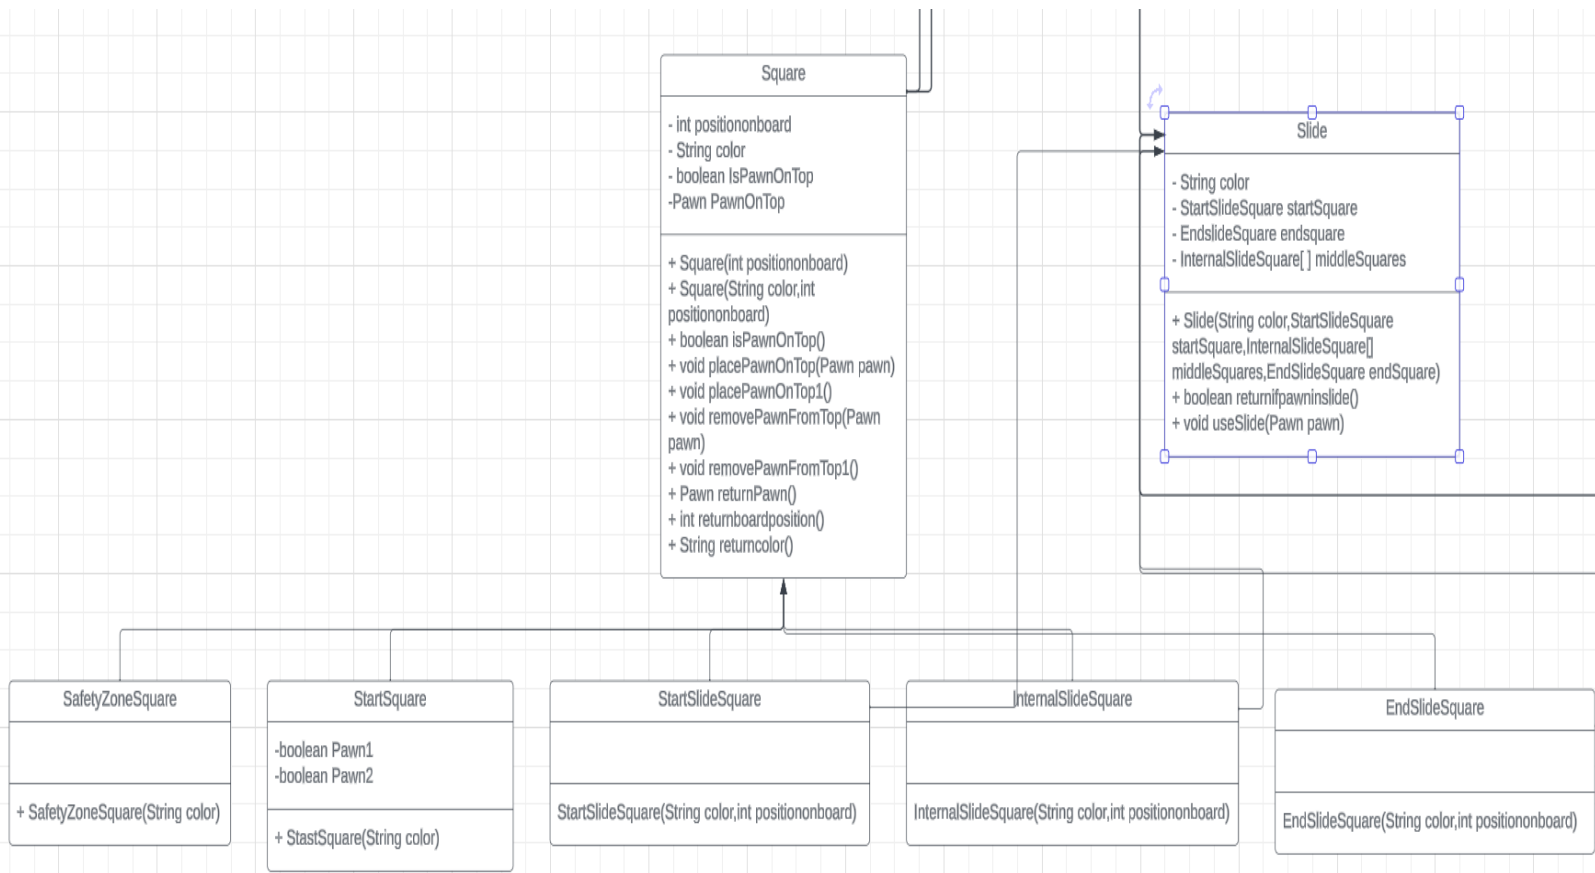 Square
- int positiononboard
- String color
- boolean IsPawnOnTop
-Pawn PawnOnTop
+ Square(int positiononboard)
+ Square(String color,int
positiononboard)
+ boolean isPawnOnTop()
+ void placePawnOnTop(Pawn pawn)
+ void placePawnOnTop1()
+ void removePawnFromTop(Pawn
pawn)
+ void removePawnFromTop1()
+ Pawn returnPawn()
+ int returnboardposition()
+ String returncolor()
Slide
- String color
- StartSlideSquare startSquare
- EndslideSquare endsquare
- InternalSlideSquare[ ] middleSquares
+ Slide(String color,StartSlideSquare
startSquare,InternalSlideSquare[]
middleSquares,EndSlideSquare endSquare)
+ boolean returnifpawninslide()
+ void useSlide(Pawn pawn)
SafetyZoneSquare
+ SafetyZoneSquare(String color)
StartSquare
-boolean Pawn1
-boolean Pawn2
+ StastSquare(String color)
StartSlideSquare
StartSlideSquare(String color,int positiononboard)
InternalSlideSquare
InternalSlideSquare(String color,int positiononboard)
EndSlideSquare
EndSlideSquare(String color,int positiononboard)